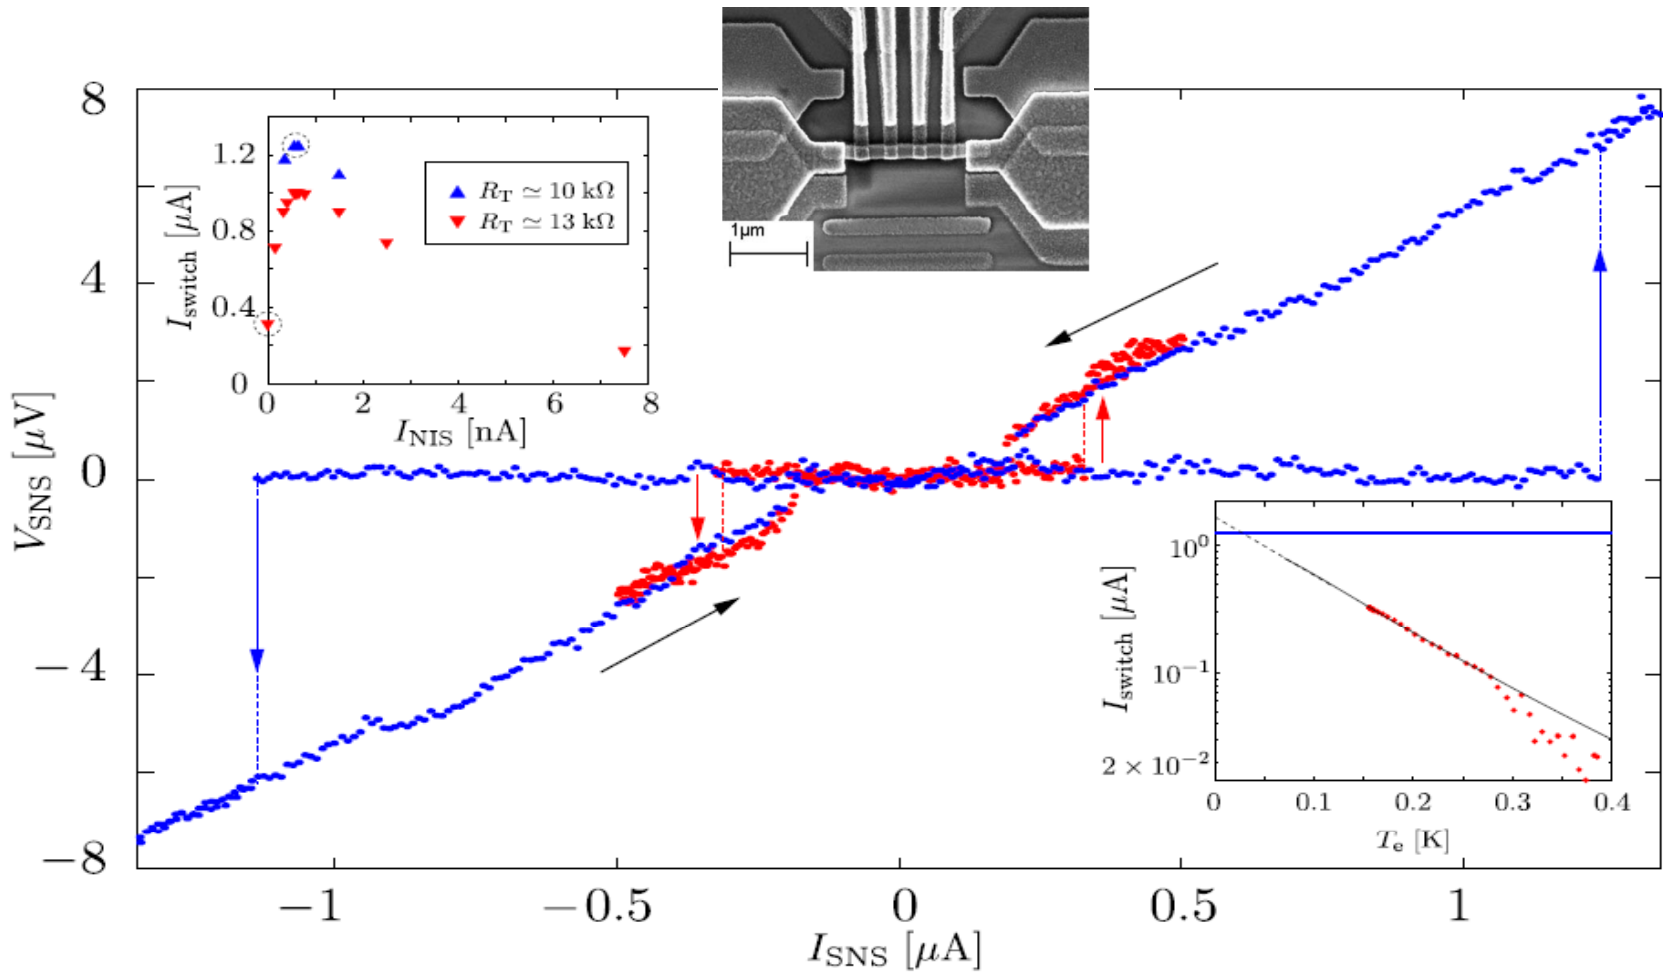 8
4
0
−4
−8
V_SNS [μV]
−1
−0.5
0
0.5
1
I_SNS [μA]
1.2
0.8
0.4
0
I_switch [μA]
R_T ≃ 10 kΩ
R_T ≃ 13 kΩ
0
2
4
6
8
I_NIS [nA]
1μm
10^0
10^−1
2 × 10^−2
I_switch [μA]
0
0.1
0.2
0.3
0.4
T_e [K]